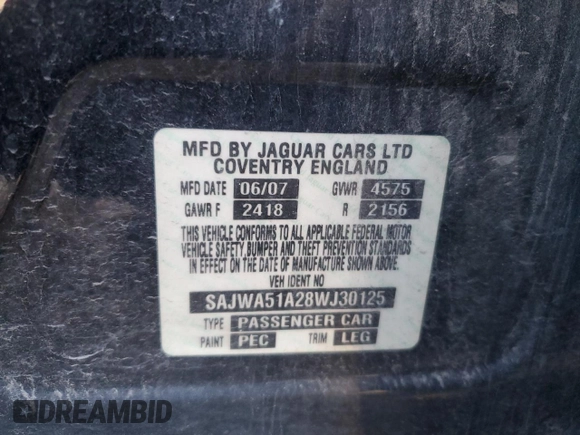 MFD BY JAGUAR CARS LTD
COVENTRY ENGLAND
MFD DATE 06/07 GVWR 4575
GAWR F 2418 R 2156
THIS VEHICLE CONFORMS TO ALL APPLICABLE FEDERAL MOTOR
VEHICLE SAFETY, BUMPER AND THEFT PREVENTION STANDARDS
IN EFFECT ON THE DATE OF MANUFACTURE SHOWN ABOVE.
VEH IDENT NO
SAJWA51A28WJ30125
TYPE PASSENGER CAR
PAINT PEC TRIM LEG
DREAMBID